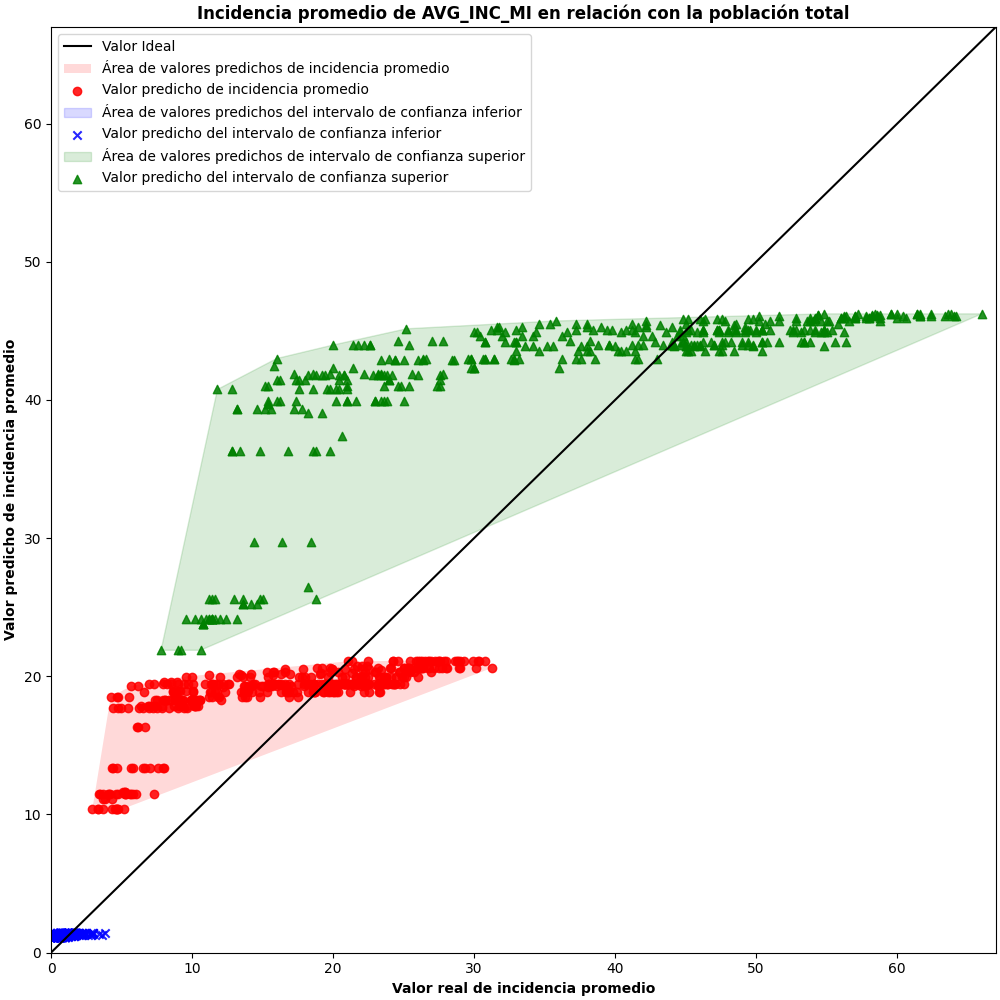 Incidencia promedio de AVG_INC_MI en relación con la población total
Valor Ideal
Área de valores predichos de incidencia promedio
Valor predicho de incidencia promedio
Área de valores predichos del intervalo de confianza inferior
Valor predicho del intervalo de confianza inferior
Área de valores predichos de intervalo de confianza superior
Valor predicho del intervalo de confianza superior
Valor predicho de incidencia promedio
60
50
40
30
20
10
0
0 10 20 30 40 50 60
Valor real de incidencia promedio